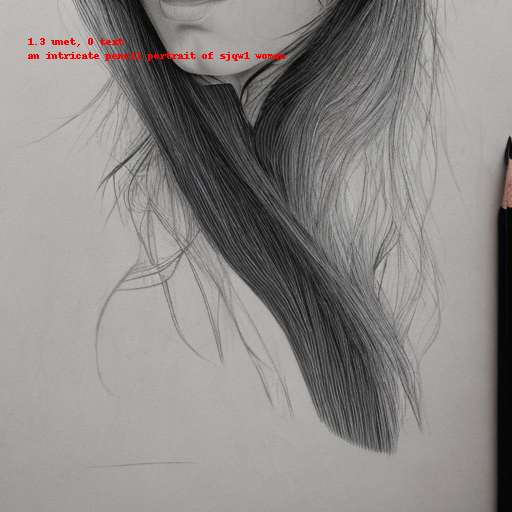 1.3 unet, 0 text
an intricate pencil portrait of sjqw1 woman